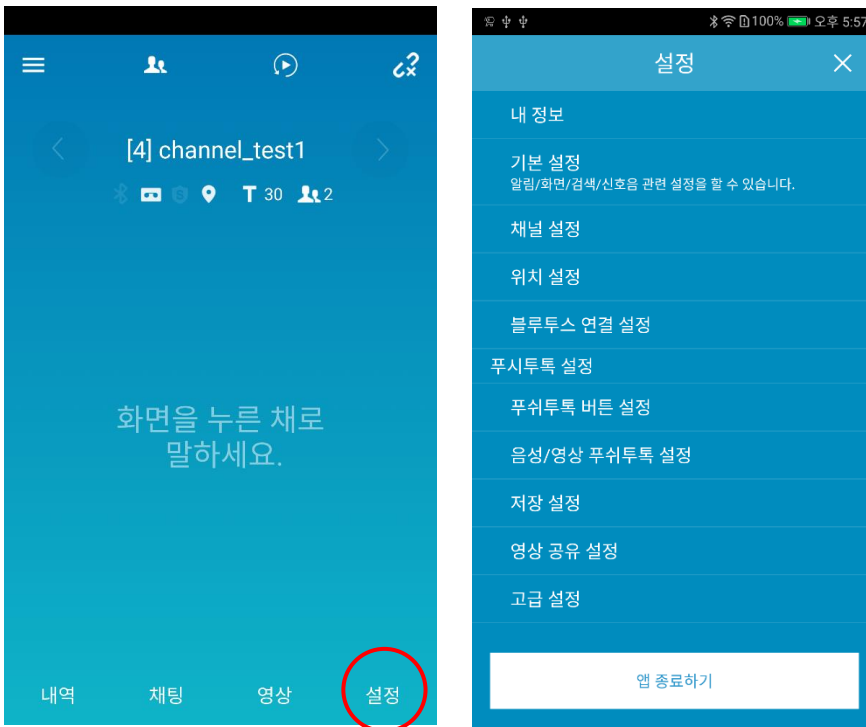 [4] channel_test1
T 30 2
화면을 누른 채로
말하세요.
내역 채팅 영상 설정
100% 오후 5:57
설정
내 정보
기본 설정
알림/화면/검색/신호음 관련 설정을 할 수 있습니다.
채널 설정
위치 설정
블루투스 연결 설정
푸시투톡 설정
푸쉬투톡 버튼 설정
음성/영상 푸쉬투톡 설정
저장 설정
영상 공유 설정
고급 설정
앱 종료하기